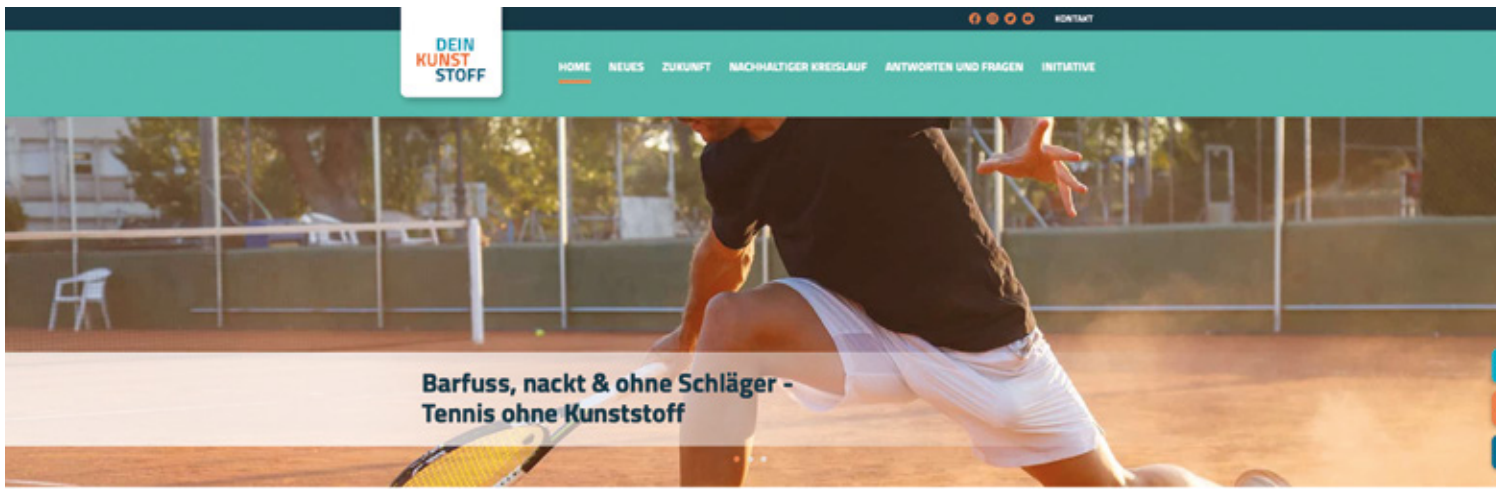 KONTAKT
DEIN
KUNST
STOFF
HOME NEUES ZUKUNFT NACHHALTIGER KREISLAUF ANTWORTEN UND FRAGEN INITIATIVE
Barfuss, nackt & ohne Schläger -
Tennis ohne Kunststoff